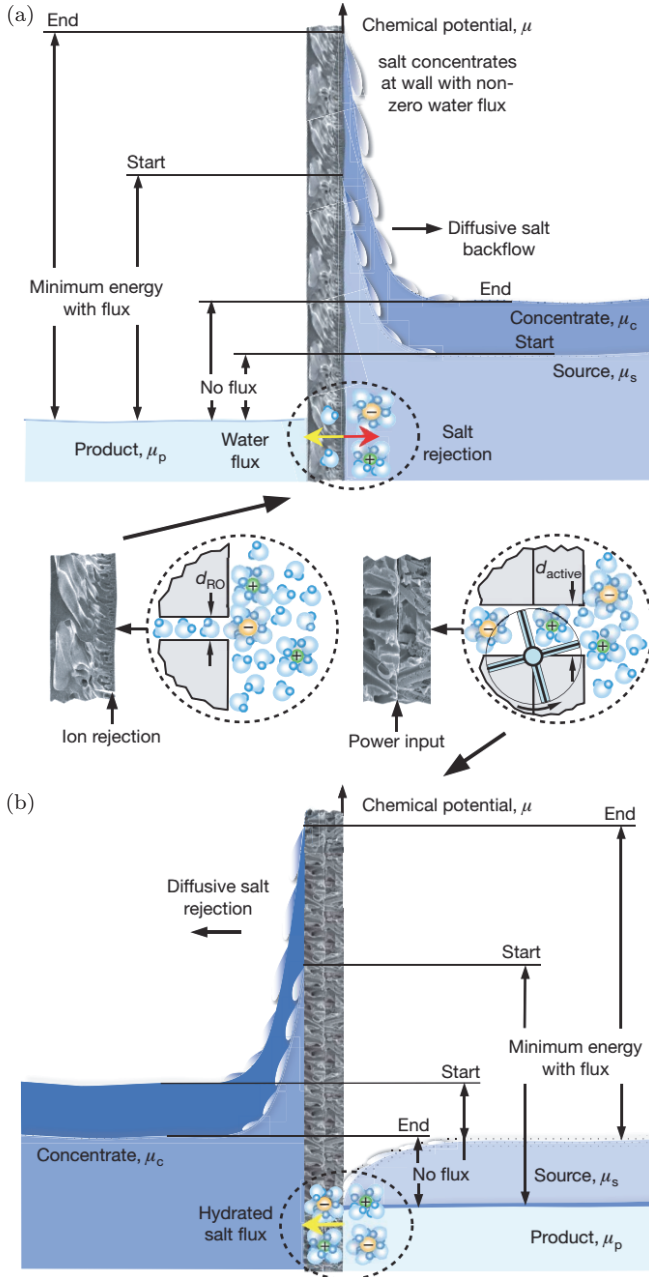 (a)
End
Chemical potential, μ
salt concentrates
at wall with non-
zero water flux
Start
Diffusive salt
backflow
Minimum energy
with flux
End
Concentrate, μc
Start
No flux
Source, μs
Product, μp
Water
flux
Salt
rejection
− 
+
dRO
+
−
+
Ion rejection
dactive
−
−
+
+
Power input
(b)
Chemical potential, μ
End
Diffusive salt
rejection
Start
Minimum energy
with flux
Start
End
Concentrate, μc
No flux
Source, μs
Hydrated
salt flux
−
+
+
−
Product, μp